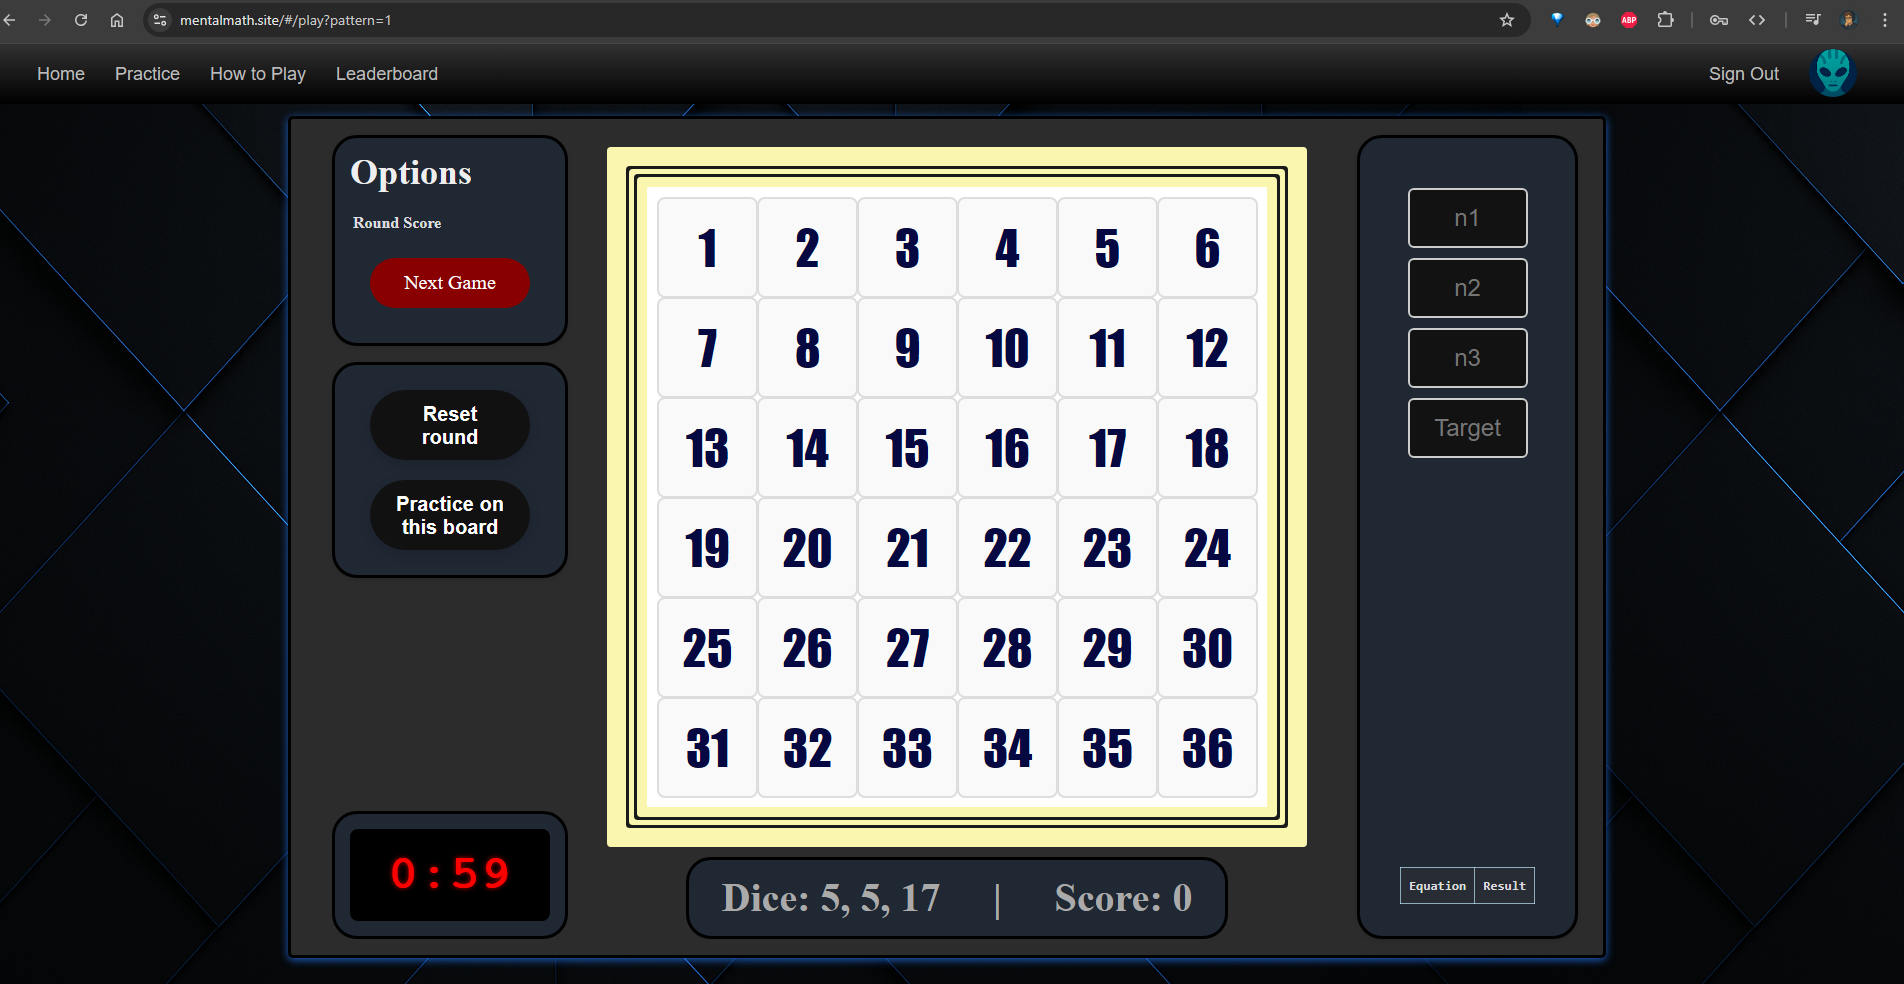 mentalmath.site/#/play?pattern=1
ABP
Home Practice How to Play Leaderboard Sign Out
Options
Round Score
Next Game
Reset
round
Practice on
this board
0:59
1 2 3 4 5 6
7 8 9 10 11 12
13 14 15 16 17 18
19 20 21 22 23 24
25 26 27 28 29 30
31 32 33 34 35 36
Dice: 5, 5, 17 | Score: 0
n1
n2
n3
Target
Equation Result